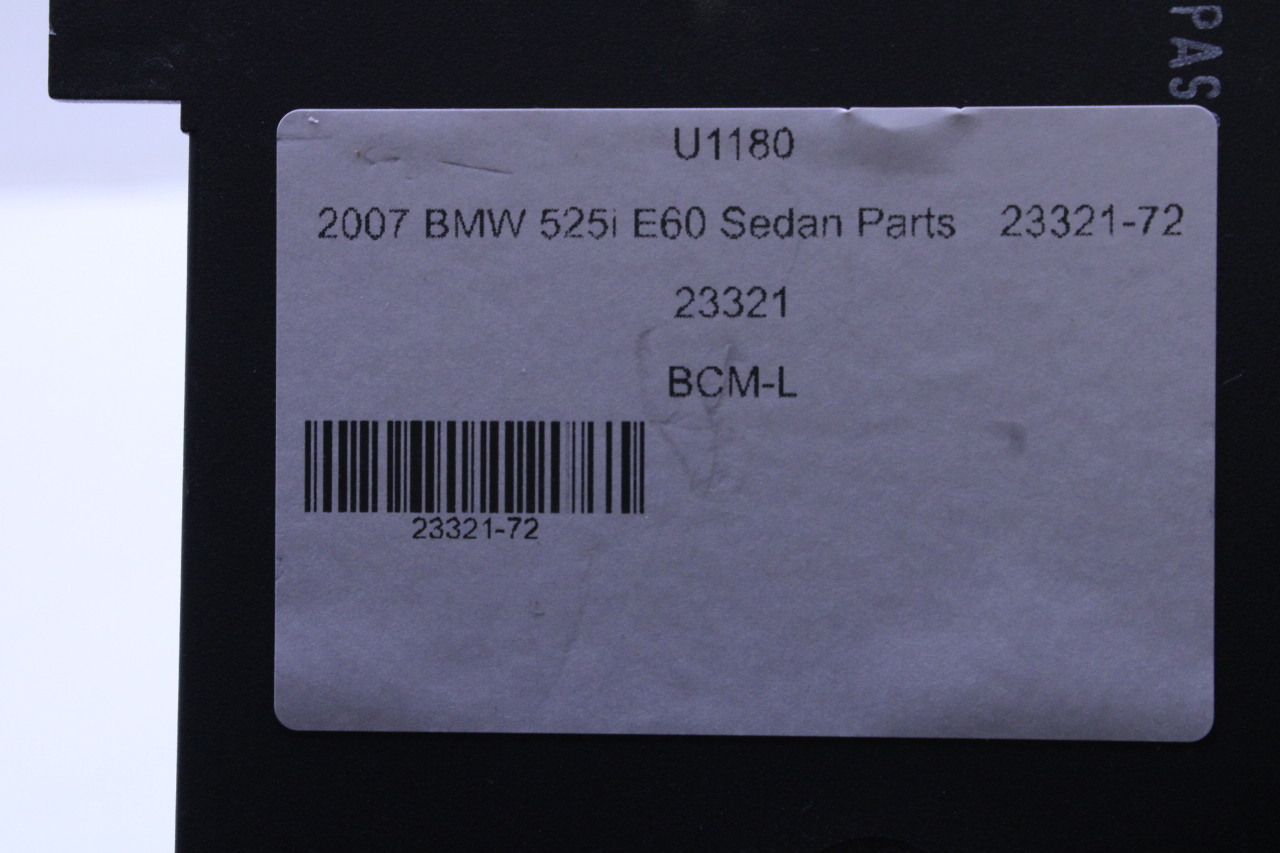 PAS
U1180
2007 BMW 525i E60 Sedan Parts 23321-72
23321
BCM-L
23321-72